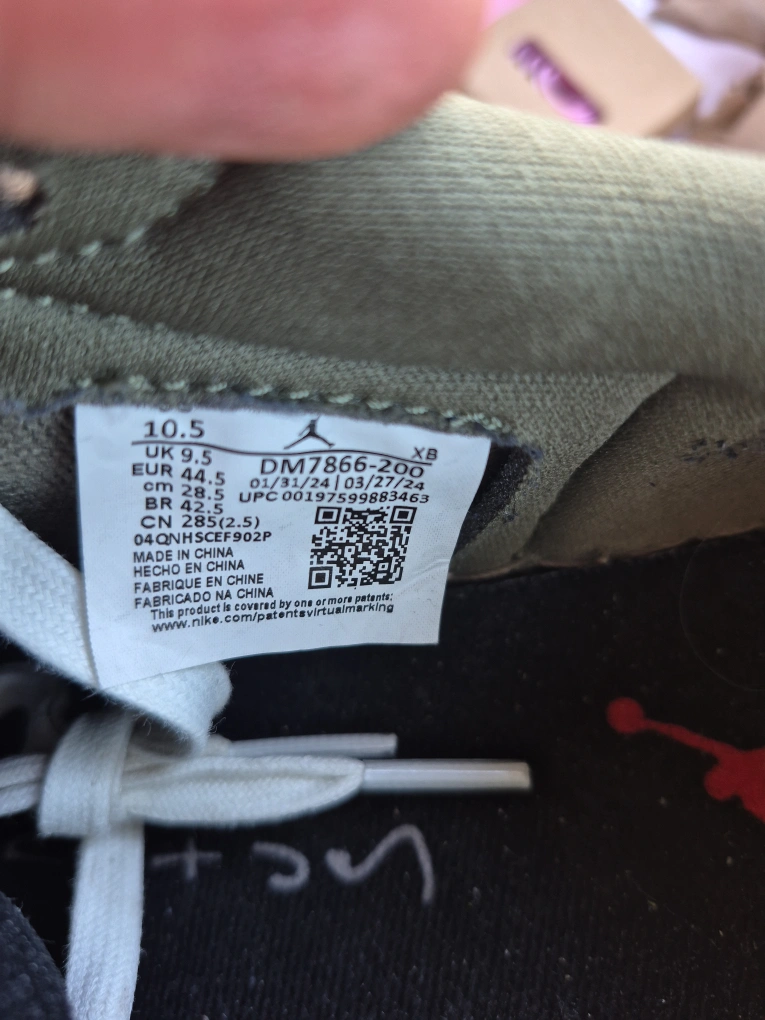 10.5
XB
UK 9.5
DM7866-200
EUR 44.5
01/31/24 | 03/27/24
cm 28.5
UPC 00197599883463
BR 42.5
CN 285(2.5)
04QNHSCEF902P
MADE IN CHINA
HECHO EN CHINA
FABRIQUE EN CHINE
FABRICADO NA CHINA
This product is covered by one or more patents:
www.nike.com/patentsvirtualmarking